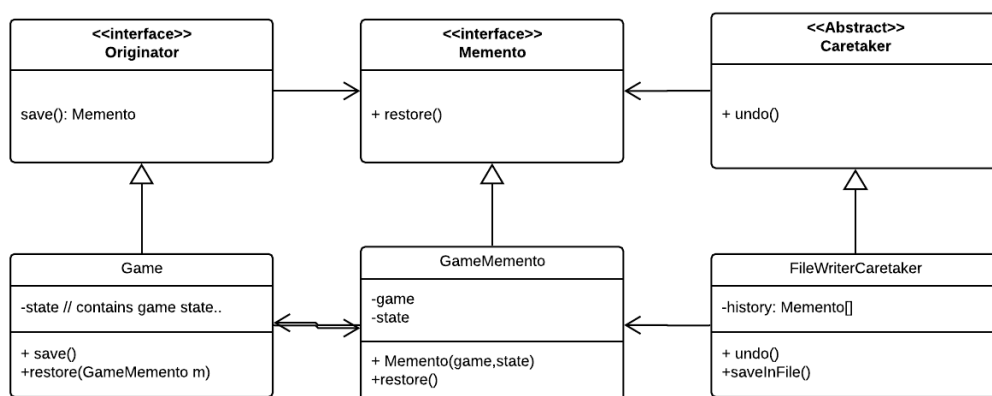 <<interface>>
Originator
save(): Memento
<<interface>>
Memento
+ restore()
<<Abstract>>
Caretaker
+ undo()
Game
-state // contains game state..
+ save()
+restore(GameMemento m)
GameMemento
-game
-state
+ Memento(game,state)
+restore()
FileWriterCaretaker
-history: Memento[]
+ undo()
+saveInFile()